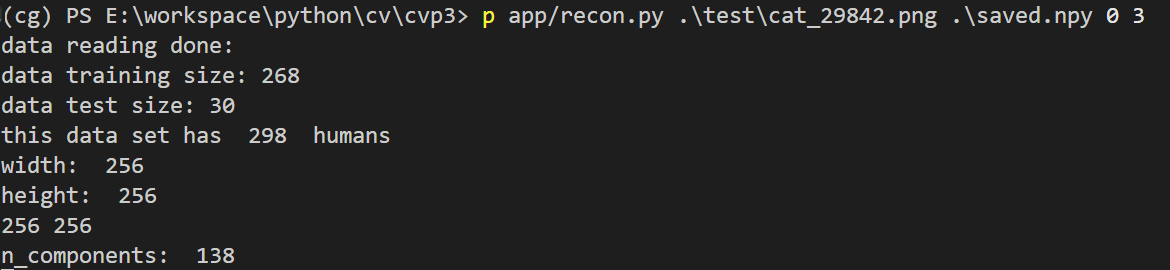 (cg) PS E:\workspace\python\cv\cvp3> p app/recon.py .\test\cat_29842.png .\saved.npy 0 3
data reading done:
data training size: 268
data test size: 30
this data set has  298  humans
width:  256
height:  256
256 256
n_components:  138